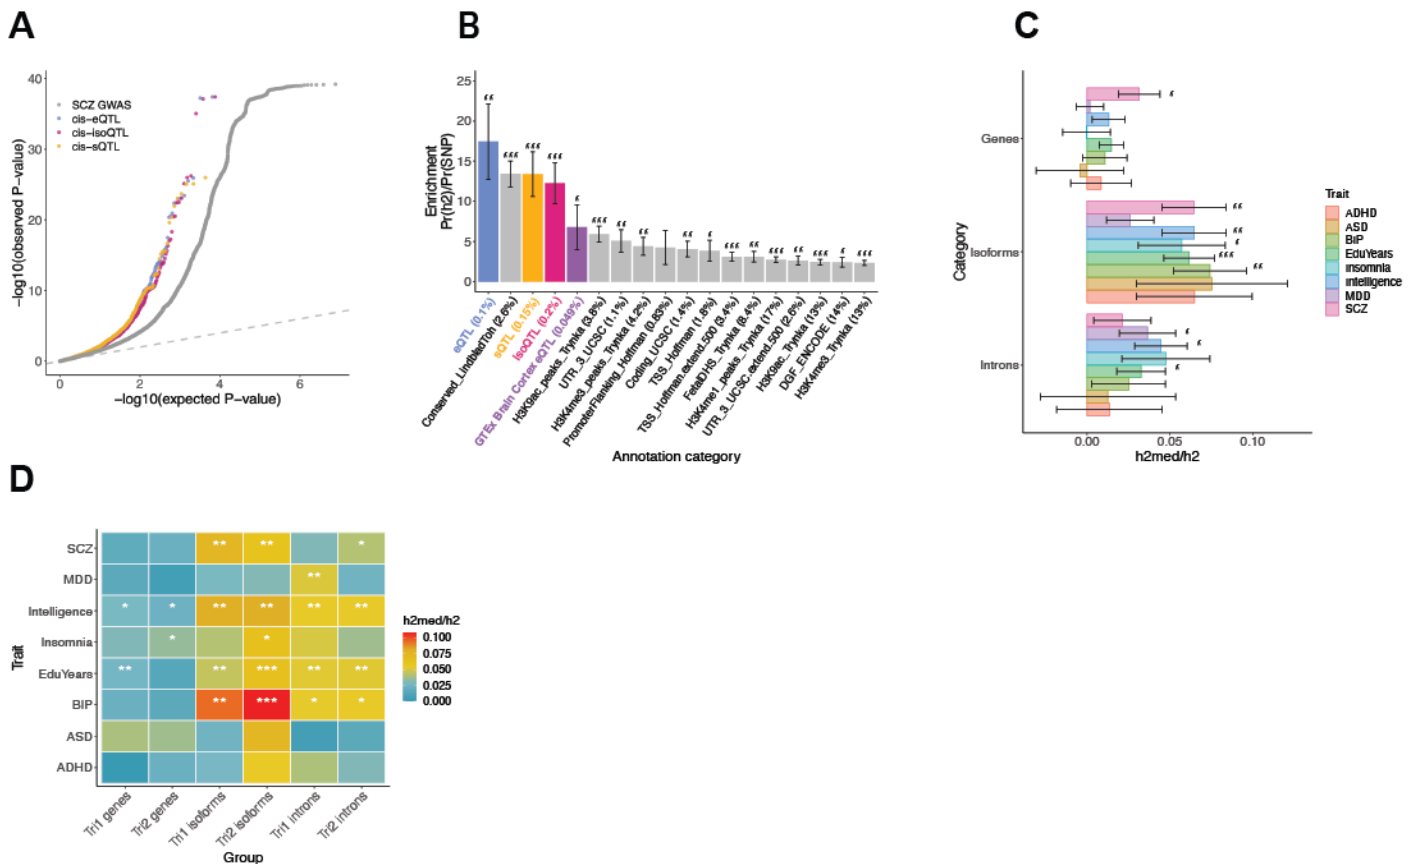 A
B
C
40
30
20
10
0
−log10(observed P−value)
SCZ GWAS
cis−eQTL
cis−isoQTL
cis−sQTL
0
2
4
6
−log10(expected P−value)
25
20
15
10
5
0
Enrichment
Pr(h2)/Pr(SNP)
eQTL (0.1%)
Conserved_LindbladToh (2.6%)
sQTL (0.15%)
isoQTL (0.2%)
GTEx Brain Cortex eQTL (0.049%)
H3K9ac_peaks_Trynka (3.8%)
UTR_3_UCSC (1.1%)
H3K4me3_peaks_Trynka (4.2%)
PromoterFlanking_Hoffman (0.83%)
Coding_UCSC (1.4%)
TSS_Hoffman (1.8%)
TSS_Hoffman.extend.500 (3.4%)
FetalDHS_Trynka (8.4%)
H3K4me1_peaks_Trynka (17%)
UTR_3_UCSC.extend.500 (2.6%)
H3K9ac_Trynka (13%)
DGF_ENCODE (14%)
H3K4me3_Trynka (13%)
Annotation category
Category
Genes
Isoforms
Introns
0.00
0.05
0.10
h2med/h2
Trait
ADHD
ASD
BIP
EduYears
Insomnia
Intelligence
MDD
SCZ
D
Trait
SCZ
** ** *
MDD
**
Intelligence
* * ** ** ** **
Insomnia
* *
EduYears
** ** *** ** **
BIP
** *** * *
ASD
ADHD
Tri1 genes
Tri2 genes
Tri1 isoforms
Tri2 isoforms
Tri1 introns
Tri2 introns
Group
h2med/h2
0.100
0.075
0.050
0.025
0.000